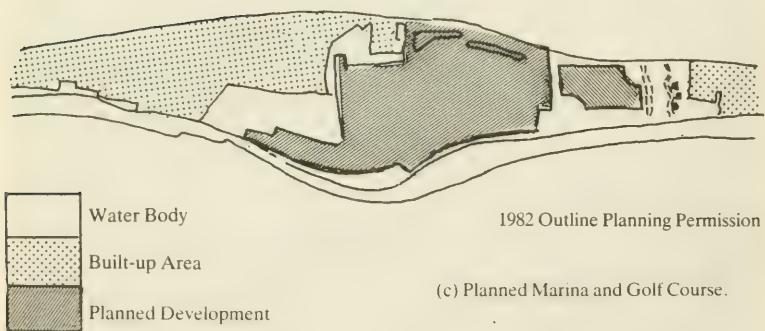 Water Body
1982 Outline Planning Permission
Built-up Area
(c) Planned Marina and Golf Course.
Planned Development